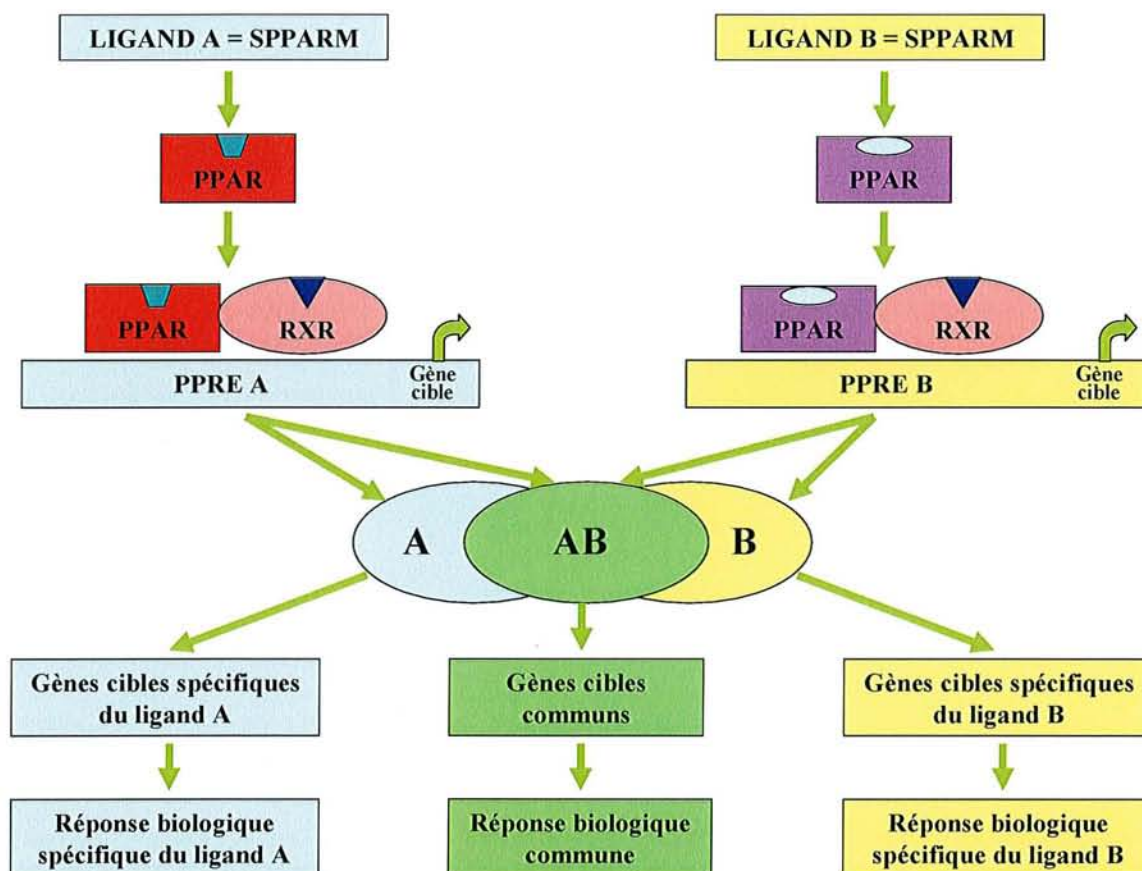 LIGAND A = SPPARM
LIGAND B = SPPARM
PPAR
PPAR
PPAR
RXR
PPAR
RXR
PPRE A
Gène
cible
PPRE B
Gène
cible
A
AB
B
Gènes cibles spécifiques
du ligand A
Gènes cibles
communs
Gènes cibles spécifiques
du ligand B
Réponse biologique
spécifique du ligand A
Réponse biologique
commune
Réponse biologique
spécifique du ligand B